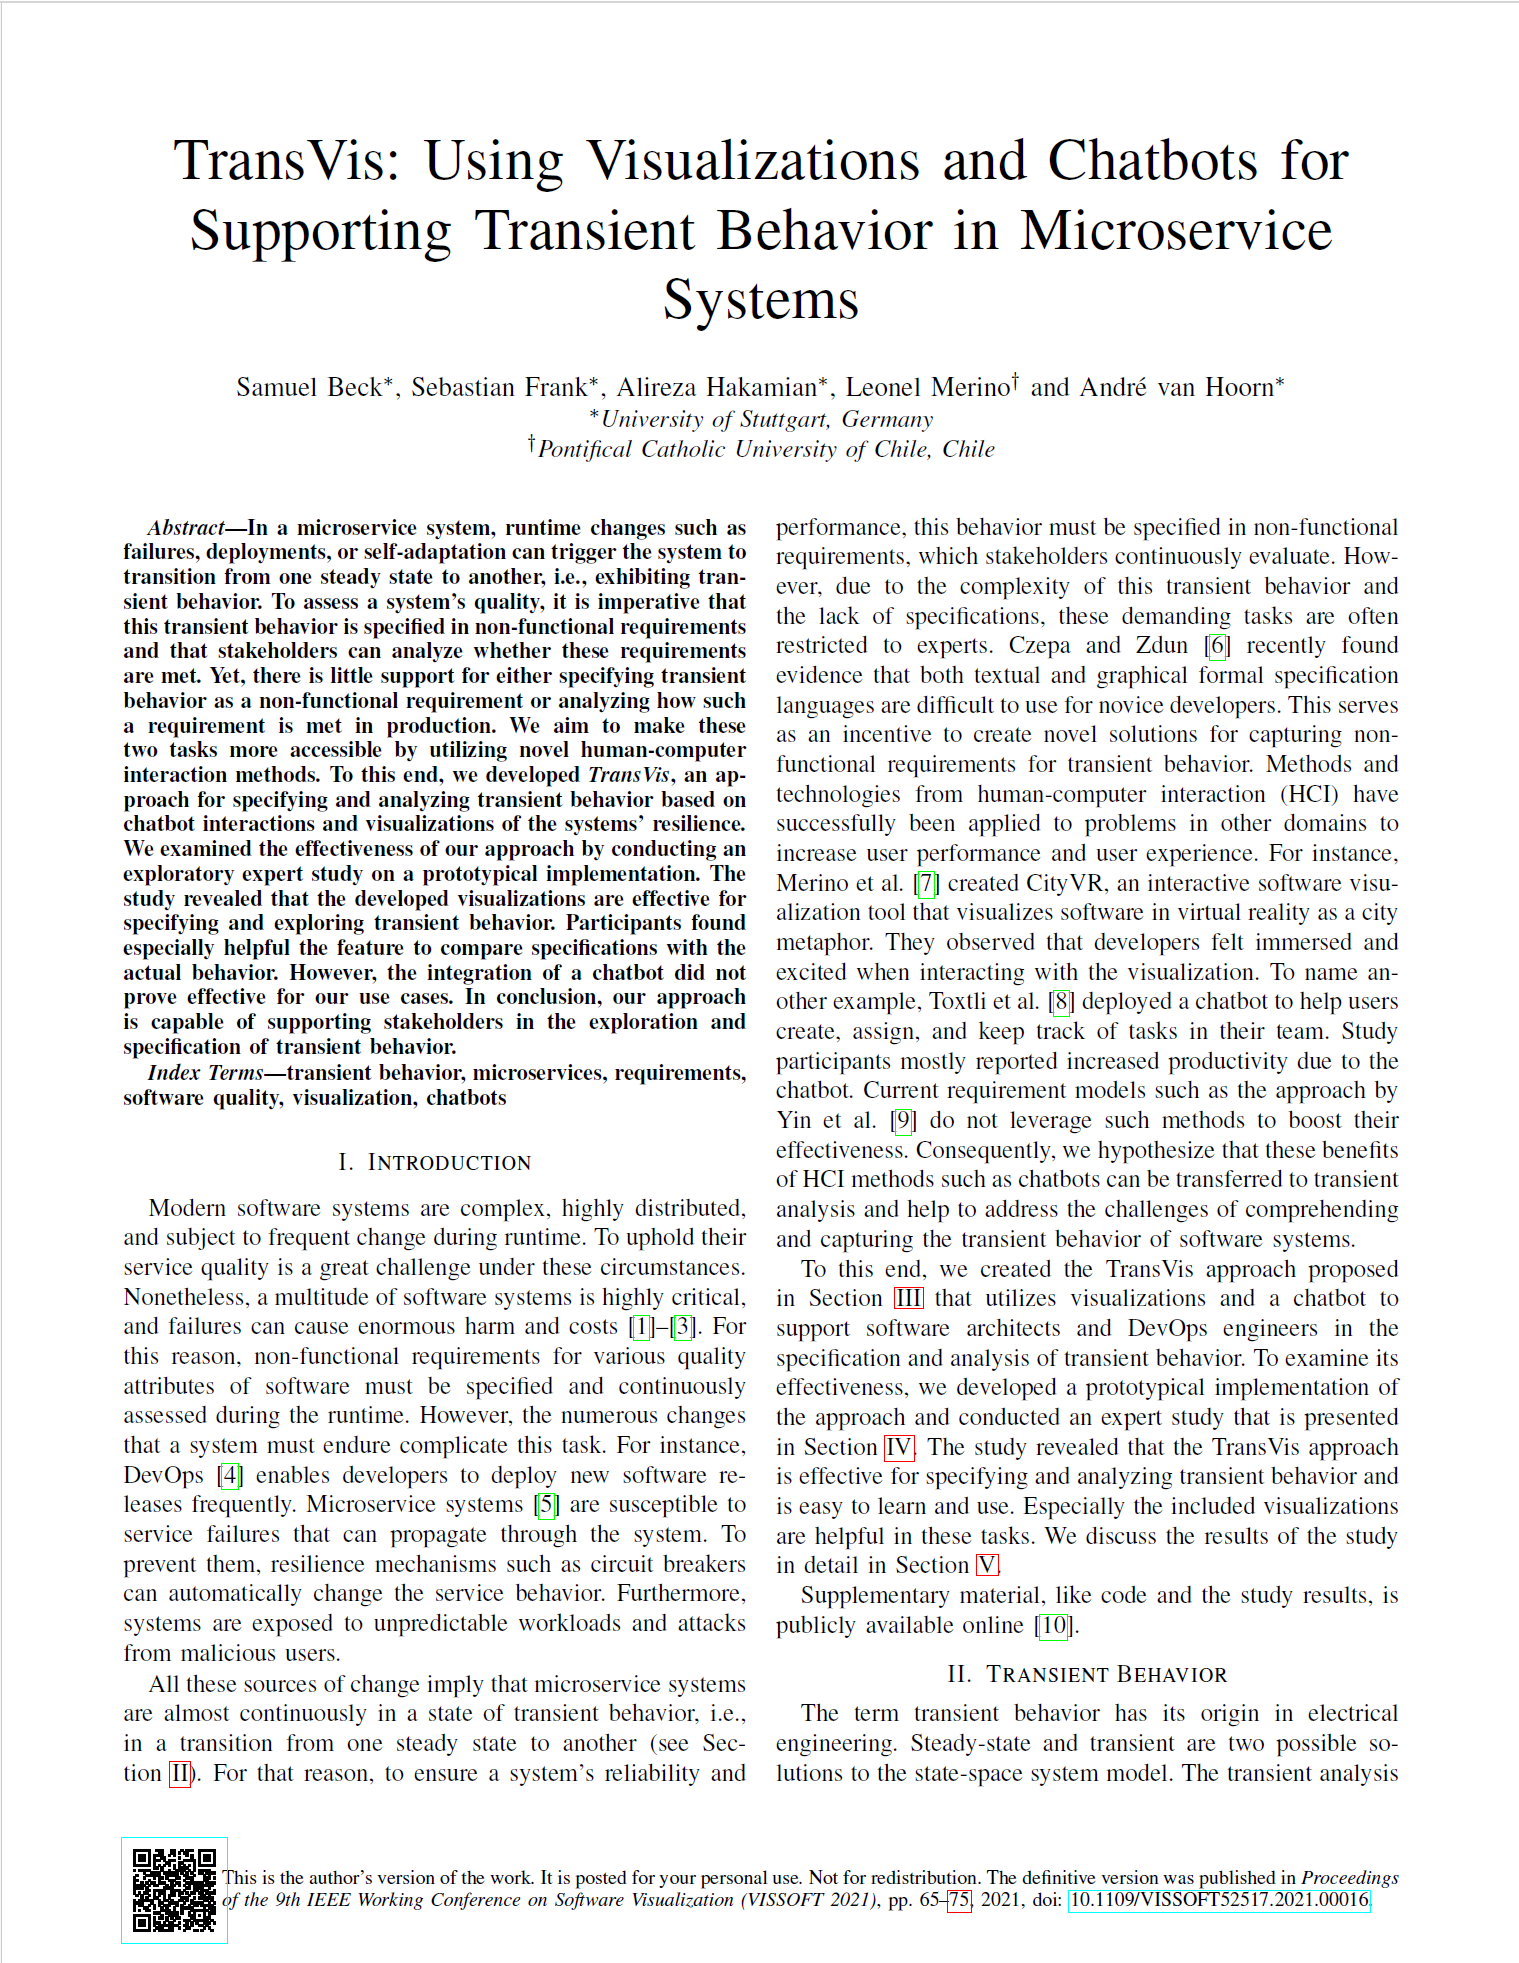 TransVis: Using Visualizations and Chatbots for
Supporting Transient Behavior in Microservice
Systems
Samuel Beck*, Sebastian Frank*, Alireza Hakamian*, Leonel Merino† and André van Hoorn*
*University of Stuttgart, Germany
†Pontifical Catholic University of Chile, Chile
Abstract—In a microservice system, runtime changes such as
failures, deployments, or self-adaptation can trigger the system to
transition from one steady state to another, i.e., exhibiting tran-
sient behavior. To assess a system's quality, it is imperative that
this transient behavior is specified in non-functional requirements
and that stakeholders can analyze whether these requirements
are met. Yet, there is little support for either specifying transient
behavior as a non-functional requirement or analyzing how such
a requirement is met in production. We aim to make these
two tasks more accessible by utilizing novel human-computer
interaction methods. To this end, we developed TransVis, an ap-
proach for specifying and analyzing transient behavior based on
chatbot interactions and visualizations of the systems' resilience.
We examined the effectiveness of our approach by conducting an
exploratory expert study on a prototypical implementation. The
study revealed that the developed visualizations are effective for
specifying and exploring transient behavior. Participants found
especially helpful the feature to compare specifications with the
actual behavior. However, the integration of a chatbot did not
prove effective for our use cases. In conclusion, our approach
is capable of supporting stakeholders in the exploration and
specification of transient behavior.
Index Terms—transient behavior, microservices, requirements,
software quality, visualization, chatbots
I. INTRODUCTION
Modern software systems are complex, highly distributed,
and subject to frequent change during runtime. To uphold their
service quality is a great challenge under these circumstances.
Nonetheless, a multitude of software systems is highly critical,
and failures can cause enormous harm and costs [1]–[3]. For
this reason, non-functional requirements for various quality
attributes of software must be specified and continuously
assessed during the runtime. However, the numerous changes
that a system must endure complicate this task. For instance,
DevOps [4] enables developers to deploy new software re-
leases frequently. Microservice systems [5] are susceptible to
service failures that can propagate through the system. To
prevent them, resilience mechanisms such as circuit breakers
can automatically change the service behavior. Furthermore,
systems are exposed to unpredictable workloads and attacks
from malicious users.
All these sources of change imply that microservice systems
are almost continuously in a state of transient behavior, i.e.,
in a transition from one steady state to another (see Sec-
tion II). For that reason, to ensure a system's reliability and
performance, this behavior must be specified in non-functional
requirements, which stakeholders continuously evaluate. How-
ever, due to the complexity of this transient behavior and
the lack of specifications, these demanding tasks are often
restricted to experts. Czepa and Zdun [6] recently found
evidence that both textual and graphical formal specification
languages are difficult to use for novice developers. This serves
as an incentive to create novel solutions for capturing non-
functional requirements for transient behavior. Methods and
technologies from human-computer interaction (HCI) have
successfully been applied to problems in other domains to
increase user performance and user experience. For instance,
Merino et al. [7] created CityVR, an interactive software visu-
alization tool that visualizes software in virtual reality as a city
metaphor. They observed that developers felt immersed and
excited when interacting with the visualization. To name an-
other example, Toxtli et al. [8] deployed a chatbot to help users
create, assign, and keep track of tasks in their team. Study
participants mostly reported increased productivity due to the
chatbot. Current requirement models such as the approach by
Yin et al. [9] do not leverage such methods to boost their
effectiveness. Consequently, we hypothesize that these benefits
of HCI methods such as chatbots can be transferred to transient
analysis and help to address the challenges of comprehending
and capturing the transient behavior of software systems.
To this end, we created the TransVis approach proposed
in Section III that utilizes visualizations and a chatbot to
support software architects and DevOps engineers in the
specification and analysis of transient behavior. To examine its
effectiveness, we developed a prototypical implementation of
the approach and conducted an expert study that is presented
in Section IV. The study revealed that the TransVis approach
is effective for specifying and analyzing transient behavior and
is easy to learn and use. Especially the included visualizations
are helpful in these tasks. We discuss the results of the study
in detail in Section V.
Supplementary material, like code and the study results, is
publicly available online [10].
II. TRANSIENT BEHAVIOR
The term transient behavior has its origin in electrical
engineering. Steady-state and transient are two possible so-
lutions to the state-space system model. The transient analysis
This is the author's version of the work. It is posted for your personal use. Not for redistribution. The definitive version was published in Proceedings
of the 9th IEEE Working Conference on Software Visualization (VISSOFT 2021), pp. 65–75, 2021, doi: 10.1109/VISSOFT52517.2021.00016.